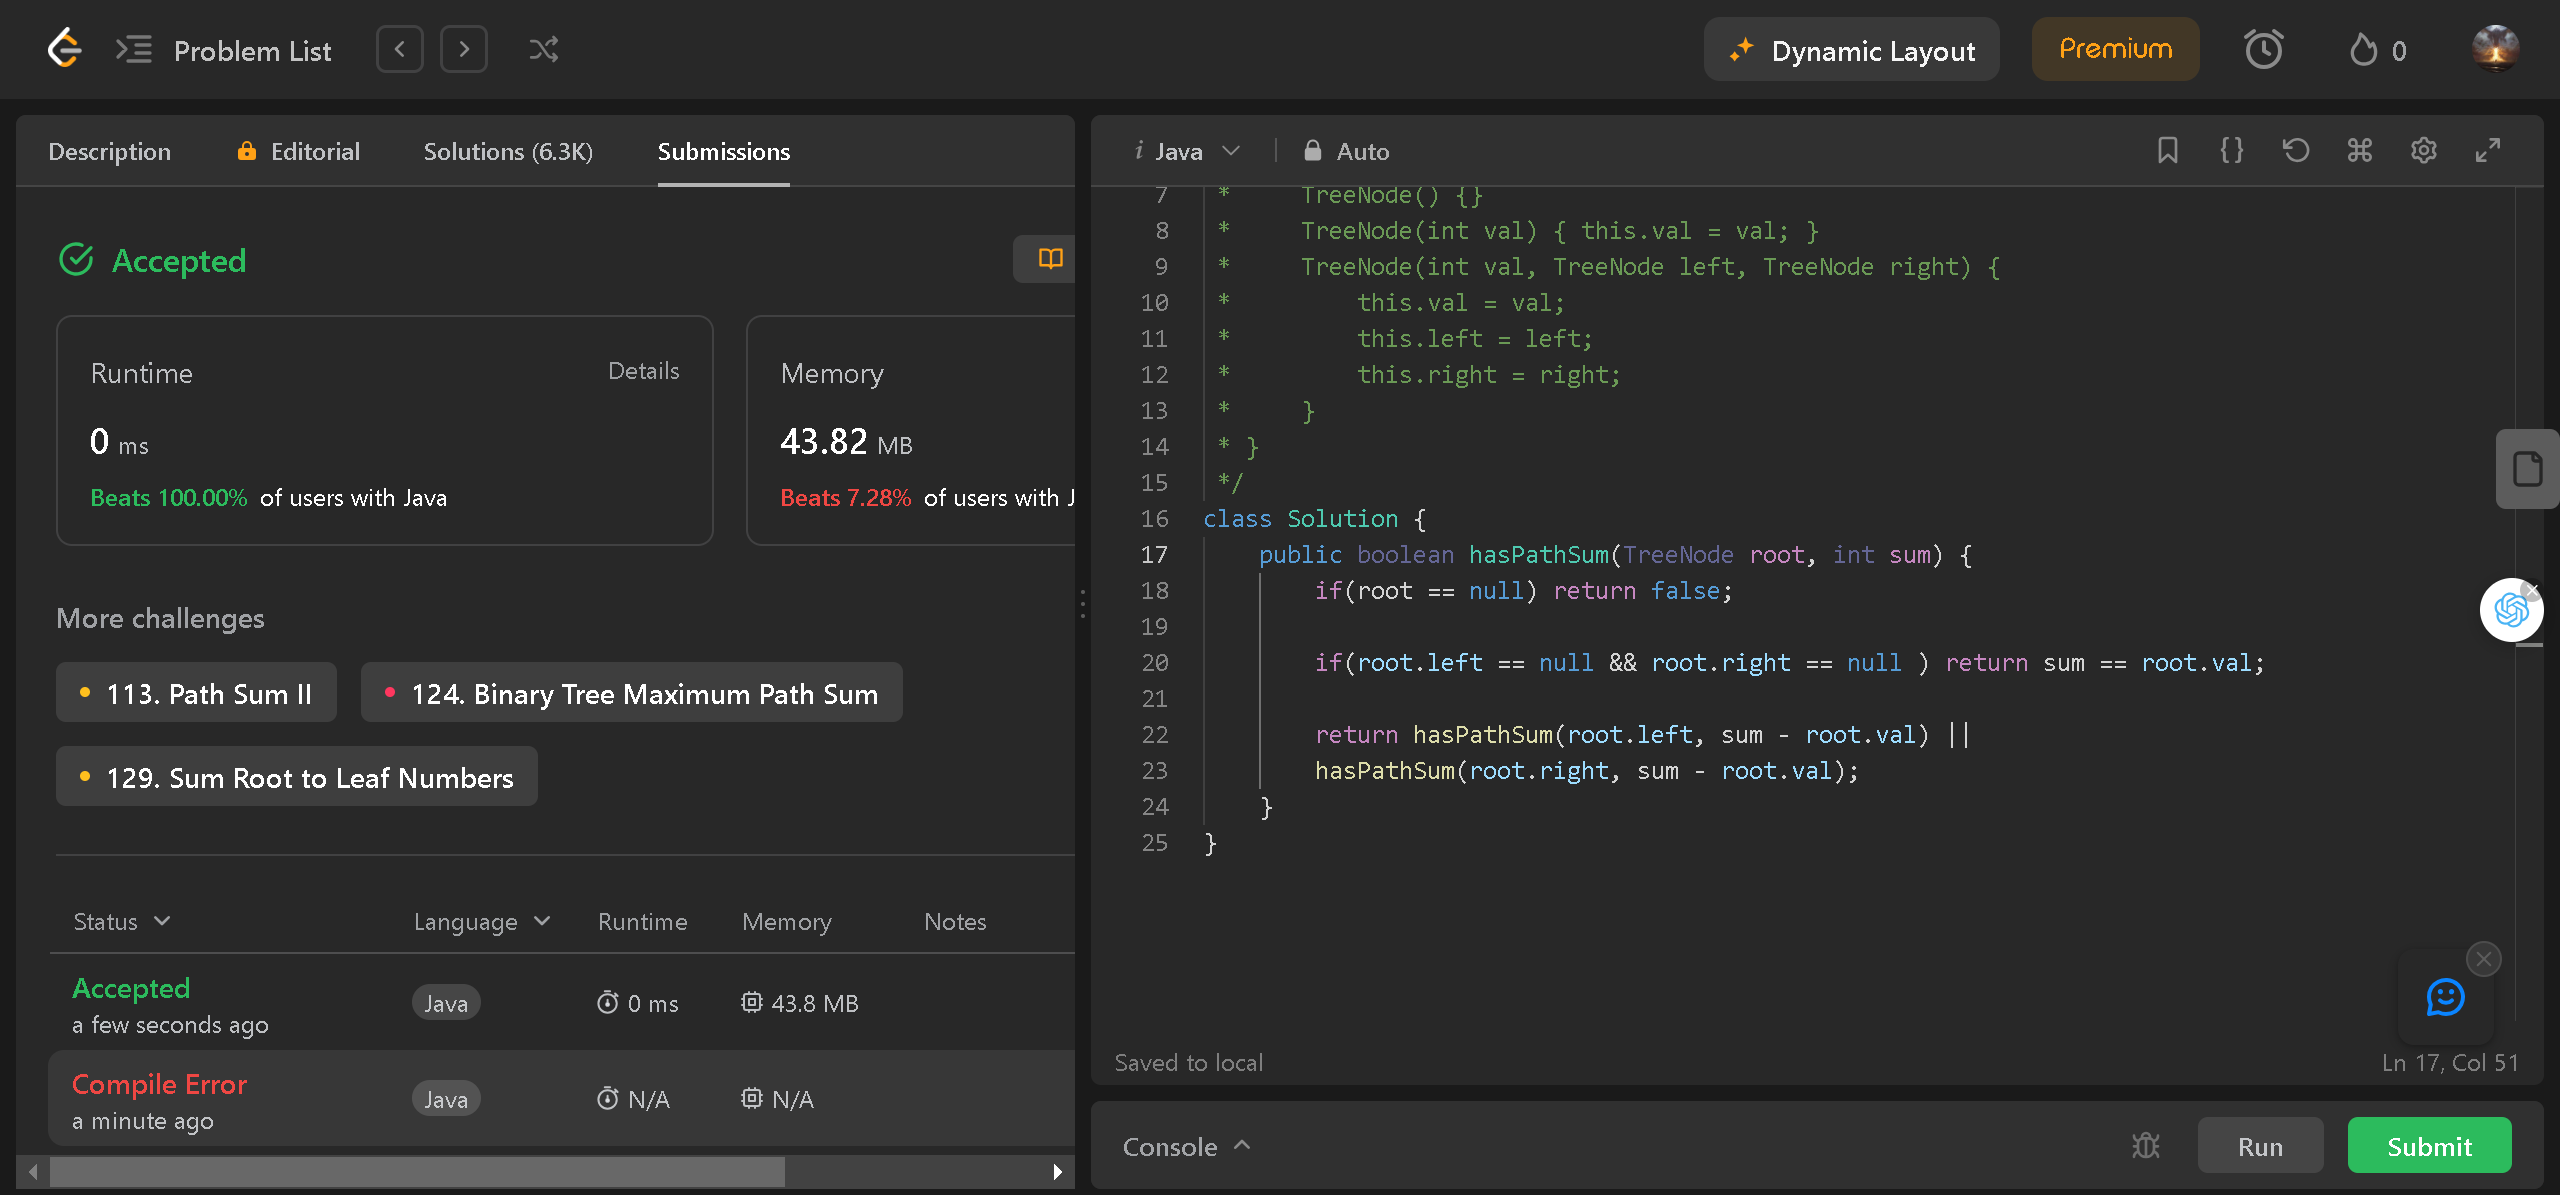 Problem List
Dynamic Layout
Premium
0
Description
Editorial
Solutions (6.3K)
Submissions
Accepted
Runtime
Details
0 ms
Beats 100.00% of users with Java
Memory
43.82 MB
Beats 7.28% of users with J
More challenges
113. Path Sum II
124. Binary Tree Maximum Path Sum
129. Sum Root to Leaf Numbers
Status Language Runtime Memory Notes
Accepted
a few seconds ago
Java
0 ms
43.8 MB
Compile Error
a minute ago
Java
N/A
N/A
i Java
Auto
7 *     TreeNode() {}
8 *     TreeNode(int val) { this.val = val; }
9 *     TreeNode(int val, TreeNode left, TreeNode right) {
10 *         this.val = val;
11 *         this.left = left;
12 *         this.right = right;
13 *     }
14 * }
15 */
16 class Solution {
17     public boolean hasPathSum(TreeNode root, int sum) {
18         if(root == null) return false;
19
20         if(root.left == null && root.right == null ) return sum == root.val;
21
22         return hasPathSum(root.left, sum - root.val) ||
23         hasPathSum(root.right, sum - root.val);
24     }
25 }
Saved to local
Ln 17, Col 51
Console
Run
Submit